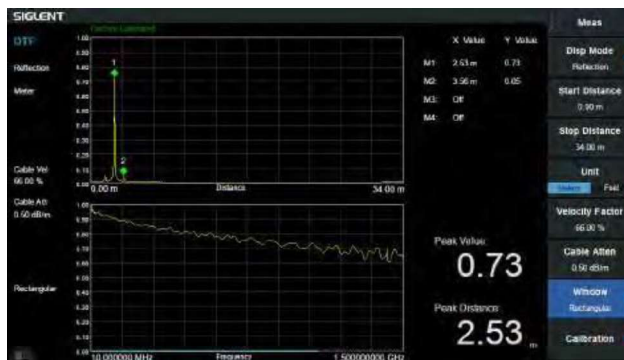 SIGLENT
DTF
Reflection
Meter
Cable Vel
66.00 %
Cable Att
0.50 dB/m
Rectangular
1.00
1
2
0.00 m
Distance
34.00 m
1.00
10.000000 MHz
Frequency
1.500000000 GHz
X Value Y Value
M1: 2.53 m 0.73
M2: 3.56 m 0.05
M3: Off
M4: Off
Peak Value:
0.73
Peak Distance:
2.53 m
Meas
Disp Mode
Reflection
Start Distance
0.00 m
Stop Distance
34.00 m
Unit
Feet
Velocity Factor
66.00 %
Cable Atten
0.50 dB/m
Window
Rectangular
Calibration